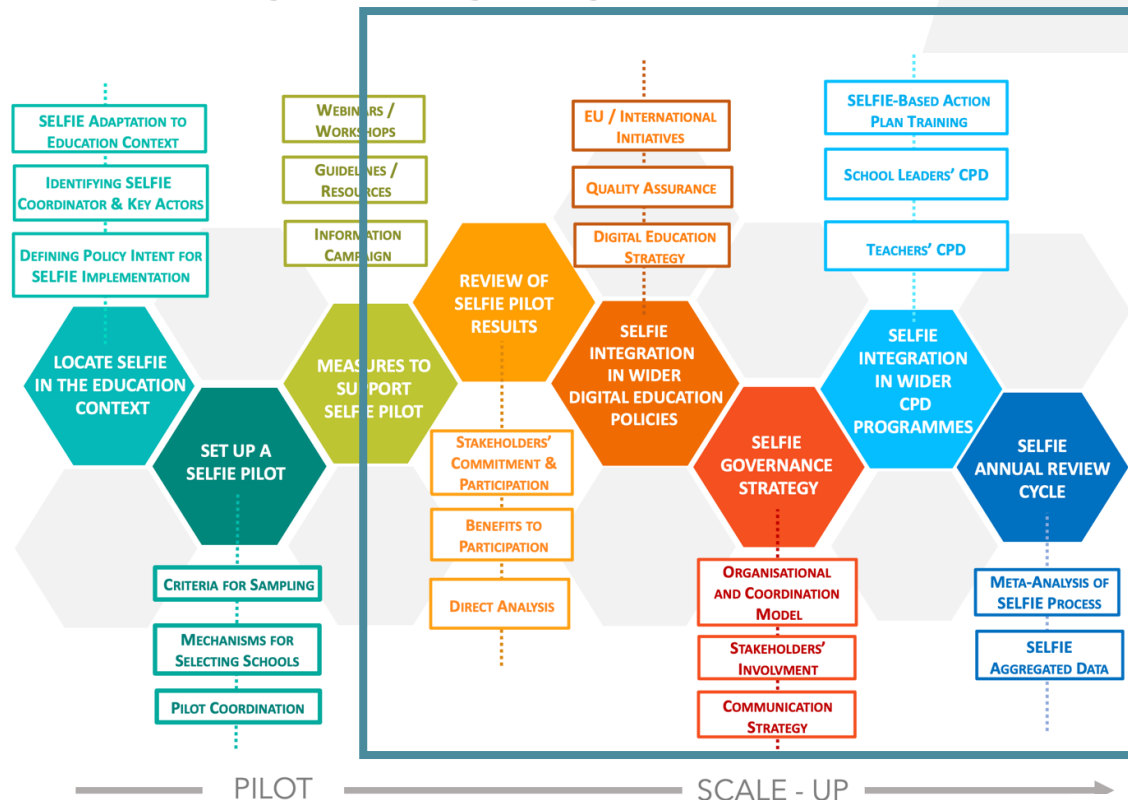 SELFIE ADAPTATION TO
EDUCATION CONTEXT
IDENTIFYING SELFIE
COORDINATOR & KEY ACTORS
DEFINING POLICY INTENT FOR
SELFIE IMPLEMENTATION
LOCATE SELFIE
IN THE EDUCATION
CONTEXT
SET UP A
SELFIE PILOT
CRITERIA FOR SAMPLING
MECHANISMS FOR
SELECTING SCHOOLS
PILOT COORDINATION
WEBINARS /
WORKSHOPS
GUIDELINES /
RESOURCES
INFORMATION
CAMPAIGN
MEASURES TO
SUPPORT
SELFIE PILOT
REVIEW OF
SELFIE PILOT
RESULTS
STAKEHOLDERS'
COMMITMENT &
PARTICIPATION
BENEFITS TO
PARTICIPATION
DIRECT ANALYSIS
EU / INTERNATIONAL
INITIATIVES
QUALITY ASSURANCE
DIGITAL EDUCATION
STRATEGY
SELFIE
INTEGRATION
IN WIDER
DIGITAL EDUCATION
POLICIES
SELFIE
GOVERNANCE
STRATEGY
ORGANISATIONAL
AND COORDINATION
MODEL
STAKEHOLDERS'
INVOLVMENT
COMMUNICATION
STRATEGY
SELFIE-BASED ACTION
PLAN TRAINING
SCHOOL LEADERS' CPD
TEACHERS' CPD
SELFIE
INTEGRATION
IN WIDER
CPD
PROGRAMMES
SELFIE
ANNUAL REVIEW
CYCLE
META-ANALYSIS OF
SELFIE PROCESS
SELFIE
AGGREGATED DATA
PILOT
SCALE - UP